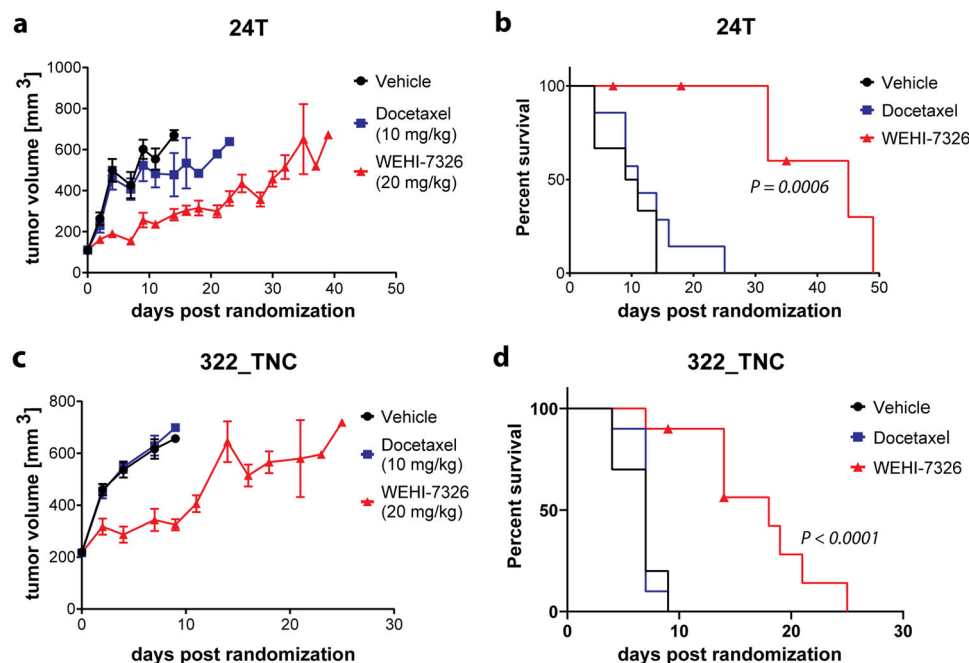 a
24T
tumor volume [mm 3]
1000
800
600
400
200
0
0 10 20 30 40 50
days post randomization
Vehicle
Docetaxel
(10 mg/kg)
WEHI-7326
(20 mg/kg)
b
24T
Percent survival
100
50
0
0 10 20 30 40 50
days post randomization
Vehicle
Docetaxel
WEHI-7326
P = 0.0006
c
322_TNC
tumor volume [mm 3]
800
600
400
200
0
0 10 20 30
days post randomization
Vehicle
Docetaxel
(10 mg/kg)
WEHI-7326
(20 mg/kg)
d
322_TNC
Percent survival
100
50
0
0 10 20 30
days post randomization
Vehicle
Docetaxel
WEHI-7326
P < 0.0001